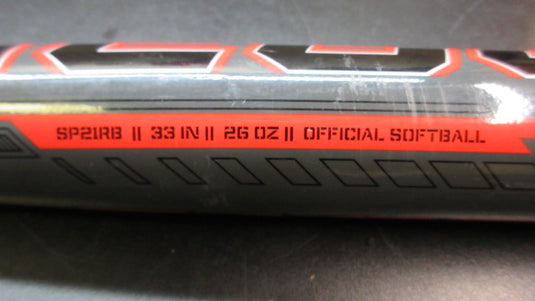 SP21RB || 33 IN || 26 OZ || OFFICIAL SOFTBALL